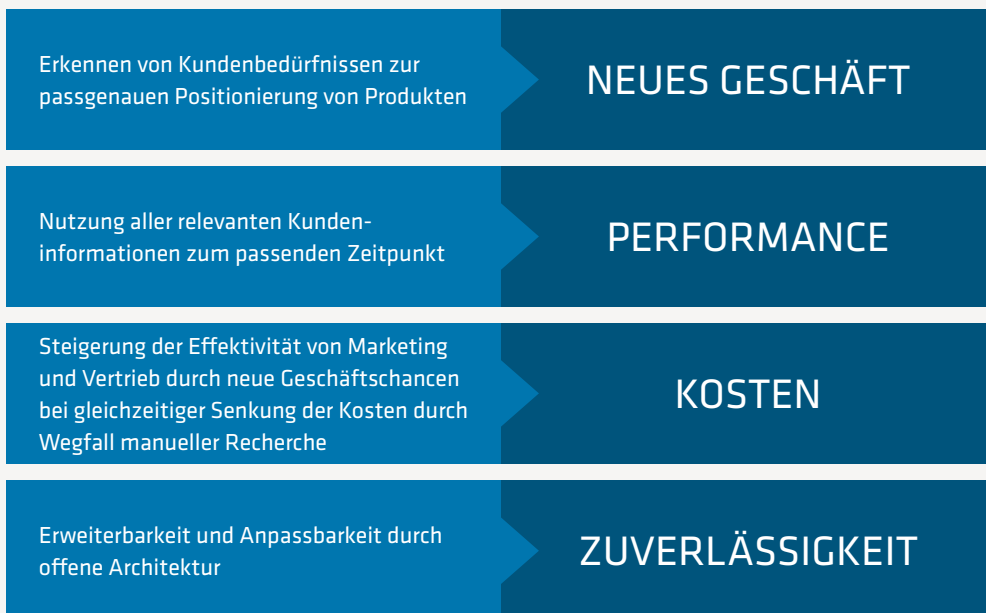 Erkennen von Kundenbedürfnissen zur
passgenauen Positionierung von Produkten
NEUES GESCHÄFT
Nutzung aller relevanten Kunden-
informationen zum passenden Zeitpunkt
PERFORMANCE
Steigerung der Effektivität von Marketing
und Vertrieb durch neue Geschäftschancen
bei gleichzeitiger Senkung der Kosten durch
Wegfall manueller Recherche
KOSTEN
Erweiterbarkeit und Anpassbarkeit durch
offene Architektur
ZUVERLÄSSIGKEIT